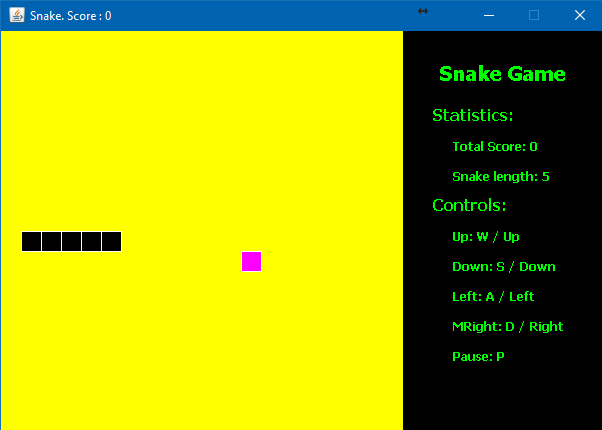 Snake. Score : 0
Snake Game
Statistics:
Total Score: 0
Snake length: 5
Controls:
Up: W / Up
Down: S / Down
Left: A / Left
MRight: D / Right
Pause: P